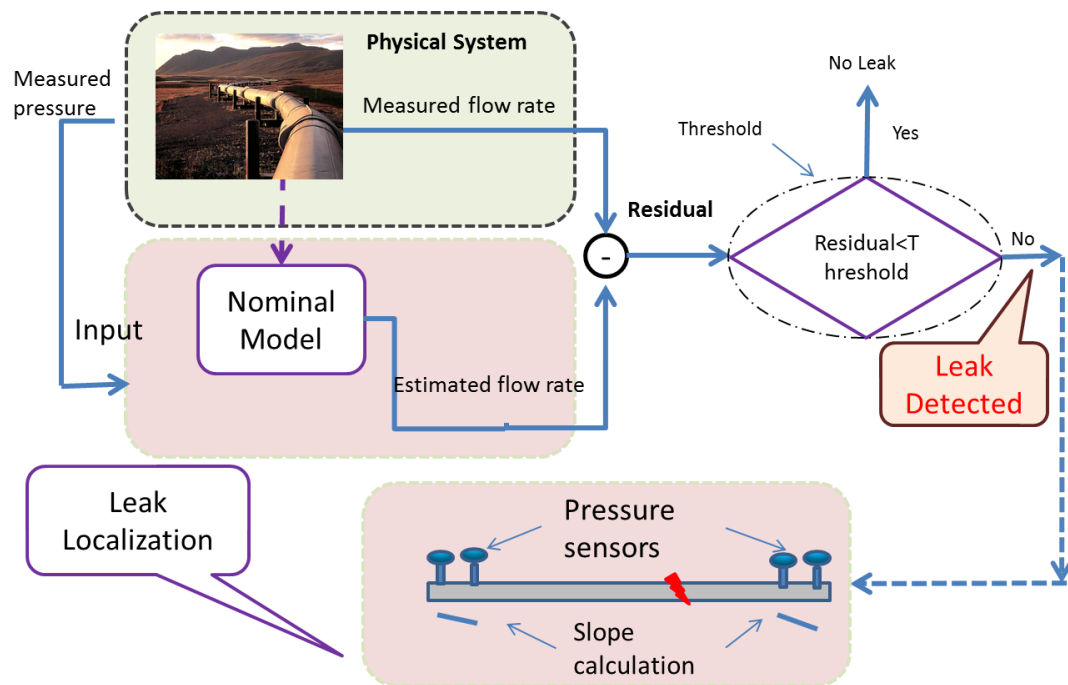 Physical System
Measured
pressure
Measured flow rate
No Leak
Yes
Threshold
Residual
-
Residual<T
hreshold
No
Nominal
Model
Input
Estimated flow rate
Leak
Detected
Leak
Localization
Pressure
sensors
Slope
calculation